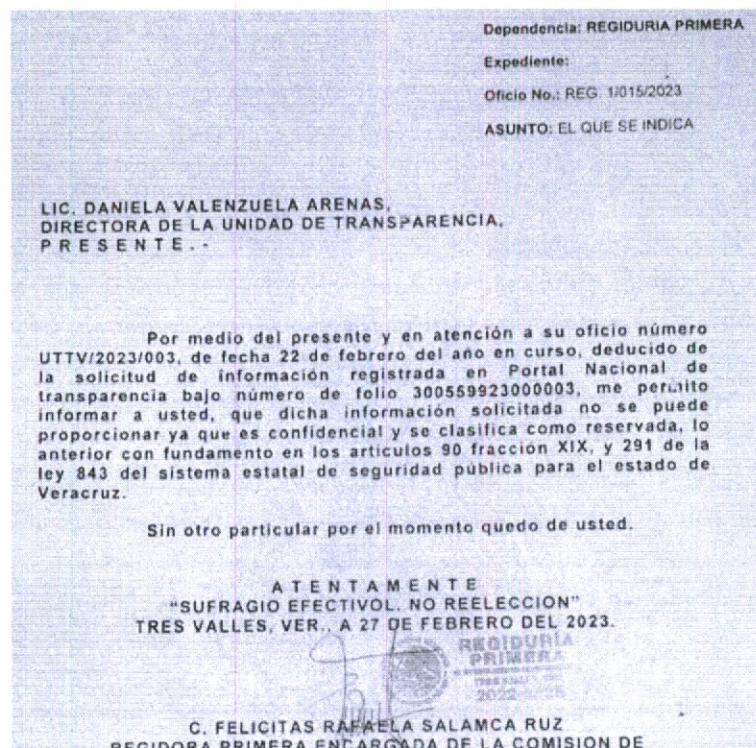 Dependencia: REGIDURIA PRIMERA
Expediente:
Oficio No.: REG. 1/015/2023
ASUNTO: EL QUE SE INDICA
LIC. DANIELA VALENZUELA ARENAS,
DIRECTORA DE LA UNIDAD DE TRANSPARENCIA,
P R E S E N T E . -
Por medio del presente y en atención a su oficio número
UTTV/2023/003, de fecha 22 de febrero del año en curso, deducido de
la solicitud de información registrada en Portal Nacional de
transparencia bajo número de folio 300559923000003, me permito
informar a usted, que dicha información solicitada no se puede
proporcionar ya que es confidencial y se clasifica como reservada, lo
anterior con fundamento en los artículos 90 fracción XIX, y 291 de la
ley 843 del sistema estatal de seguridad pública para el estado de
Veracruz.
Sin otro particular por el momento quedo de usted.
A T E N T A M E N T E
"SUFRAGIO EFECTIVOL. NO REELECCION"
TRES VALLES, VER., A 27 DE FEBRERO DEL 2023.
REGIDURÍA
PRIMERA
C. FELICITAS RAFAELA SALAMCA RUZ
REGIDORA PRIMERA ENCARGADA DE LA COMISION DE